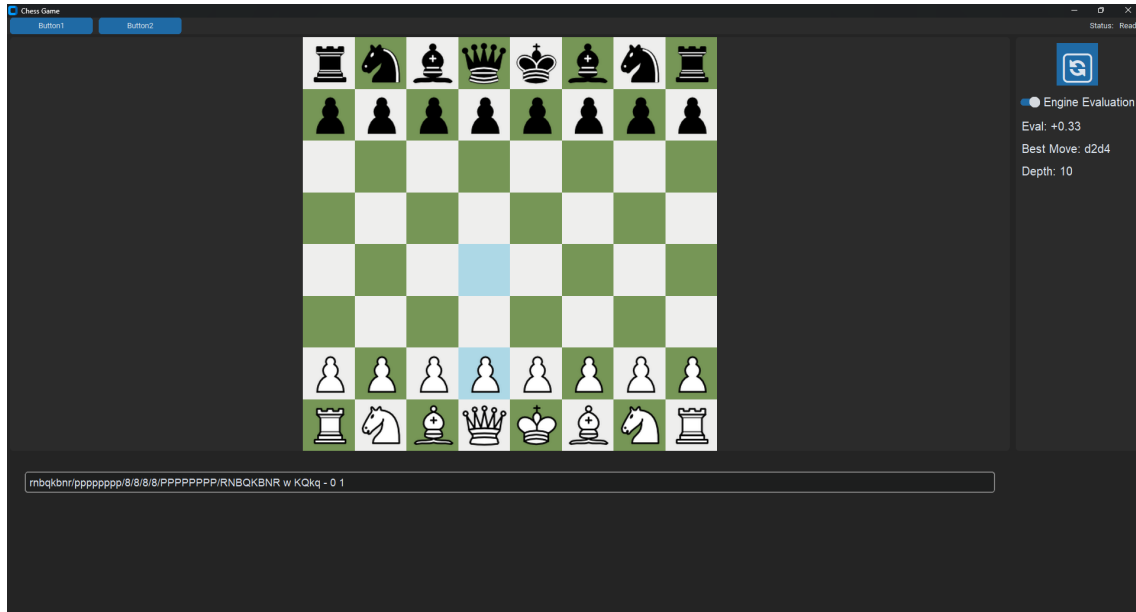 Chess Game
Button1 Button2 Status: Read
Engine Evaluation
Eval: +0.33
Best Move: d2d4
Depth: 10
rnbqkbnr/pppppppp/8/8/8/8/PPPPPPPP/RNBQKBNR w KQkq - 0 1